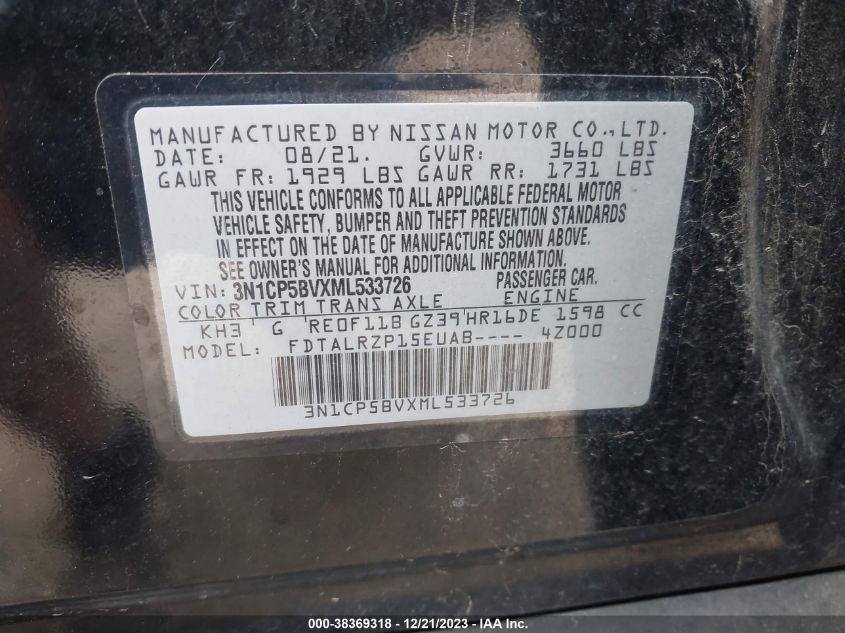 MANUFACTURED BY NISSAN MOTOR CO.,LTD.
DATE: 08/21. GVWR: 3660 LBS
GAWR FR: 1929 LBS GAWR RR: 1731 LBS
THIS VEHICLE CONFORMS TO ALL APPLICABLE FEDERAL MOTOR
VEHICLE SAFETY, BUMPER AND THEFT PREVENTION STANDARDS
IN EFFECT ON THE DATE OF MANUFACTURE SHOWN ABOVE.
SEE OWNER'S MANUAL FOR ADDITIONAL INFORMATION.
VIN: 3N1CP5BVXML533726 PASSENGER CAR.
COLOR TRIM TRANS AXLE ENGINE
KH3 G RE0F11B GZ39 HR16DE 1598 CC
MODEL: FDTALRZP15EUAB---- 4Z000
3N1CP5BVXML533726
000-38369318 - 12/21/2023 - IAA Inc.